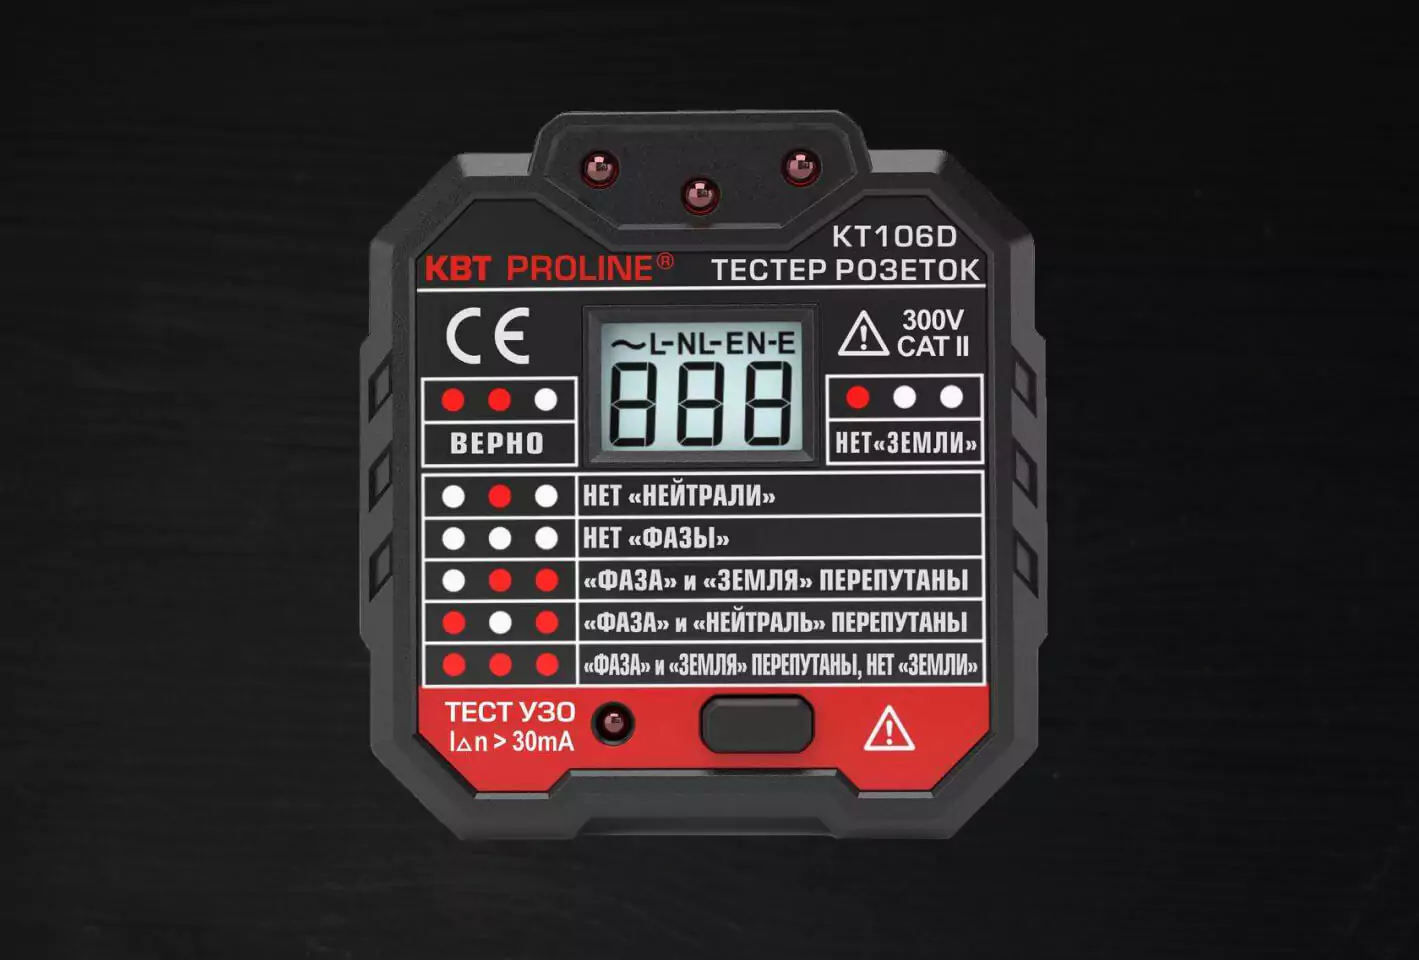 KT106D
КВТ PROLINE® ТЕСТЕР РОЗЕТОК
CE
~L-NL-EN-E
888
300V
CAT II
ВЕРНО
НЕТ «ЗЕМЛИ»
НЕТ «НЕЙТРАЛИ»
НЕТ «ФАЗЫ»
«ФАЗА» и «ЗЕМЛЯ» ПЕРЕПУТАНЫ
«ФАЗА» и «НЕЙТРАЛЬ» ПЕРЕПУТАНЫ
«ФАЗА» и «ЗЕМЛЯ» ПЕРЕПУТАНЫ, НЕТ «ЗЕМЛИ»
ТЕСТ УЗО
I△n > 30mA